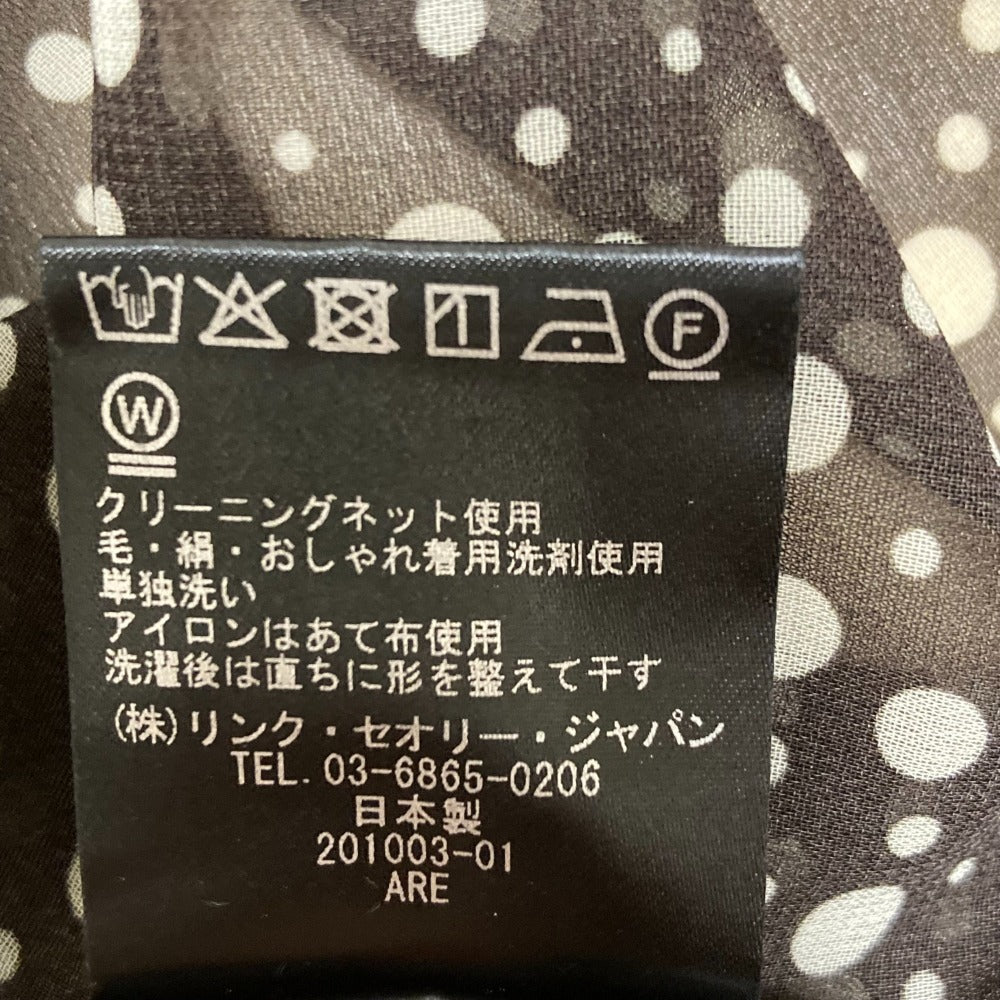 F
W
クリーニングネット使用
毛・絹・おしゃれ着用洗剤使用
単独洗い
アイロンはあて布使用
洗濯後は直ちに形を整えて干す
(株)リンク・セオリー・ジャパン
TEL. 03-6865-0206
日本製
201003-01
ARE